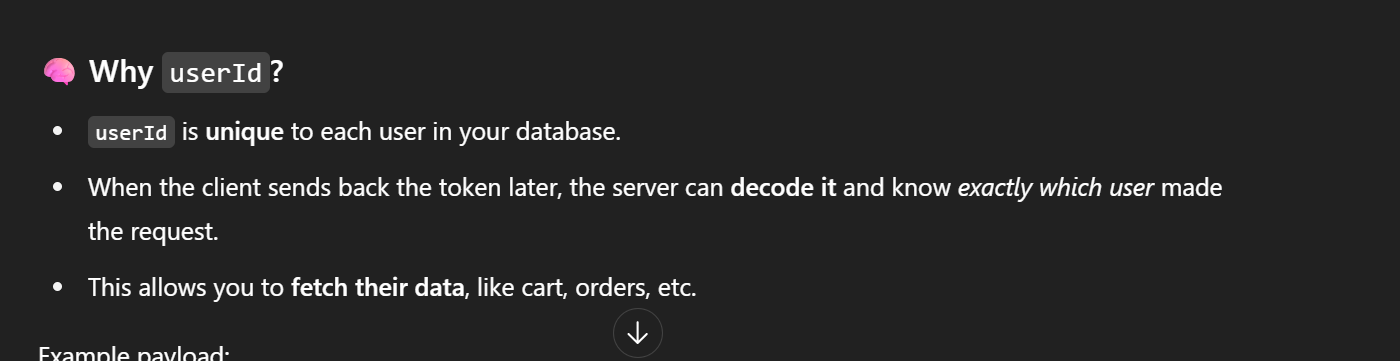 🧠 Why userId?
• userId is unique to each user in your database.
• When the client sends back the token later, the server can decode it and know exactly which user made
the request.
• This allows you to fetch their data, like cart, orders, etc.
Example payload: